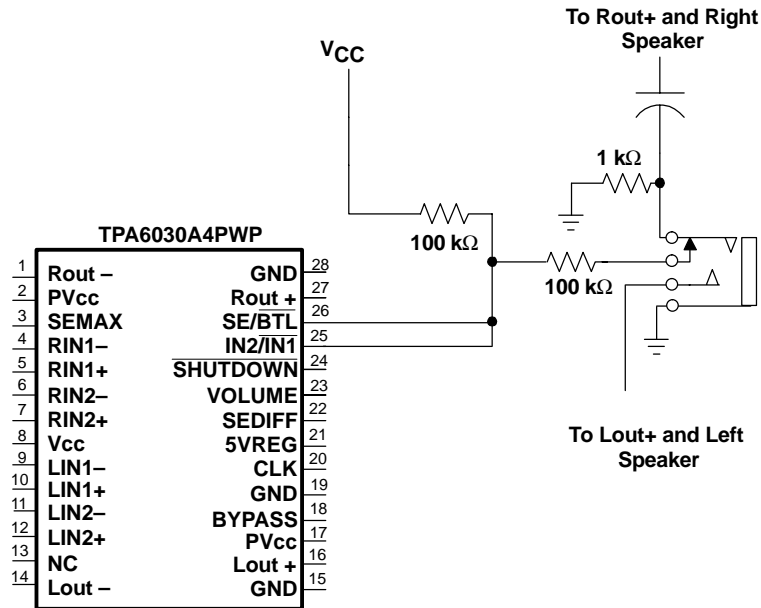 To Rout+ and Right
Speaker
VCC
1 kΩ
100 kΩ
100 kΩ
TPA6030A4PWP
1 Rout –
2 PVcc
3 SEMAX
4 RIN1–
5 RIN1+
6 RIN2–
7 RIN2+
8 Vcc
9 LIN1–
10 LIN1+
11 LIN2–
12 LIN2+
13 NC
14 Lout –
GND 28
Rout + 27
SE/B̅T̅L̅ 26
IN2/I̅N̅1̅ 25
S̅H̅U̅T̅D̅O̅W̅N̅ 24
VOLUME 23
SEDIFF 22
5VREG 21
CLK 20
GND 19
BYPASS 18
PVcc 17
Lout + 16
GND 15
To Lout+ and Left
Speaker